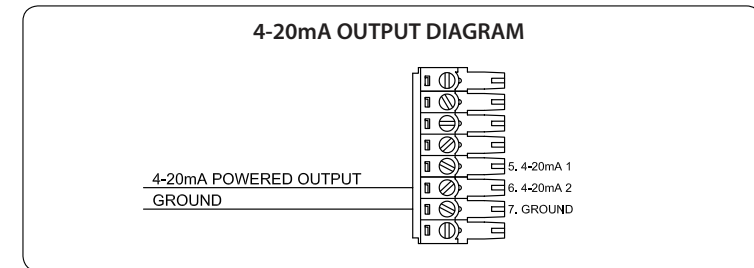 4-20mA OUTPUT DIAGRAM
5. 4-20mA 1
4-20mA POWERED OUTPUT
6. 4-20mA 2
GROUND
7. GROUND